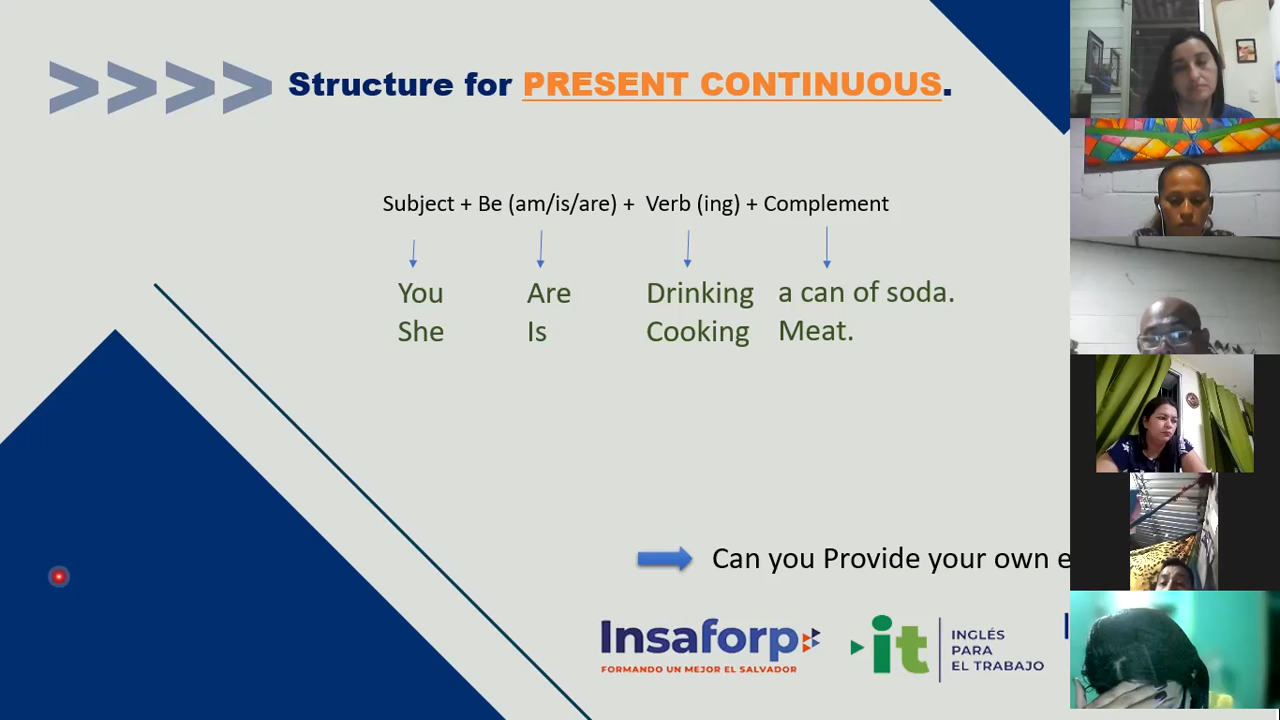 Structure for PRESENT CONTINUOUS.
Subject + Be (am/is/are) + Verb (ing) + Complement
You Are Drinking a can of soda.
She Is Cooking Meat.
Can you Provide your own
Insaforp
FORMANDO UN MEJOR EL SALVADOR
it
INGLÉS
PARA
EL TRABAJO